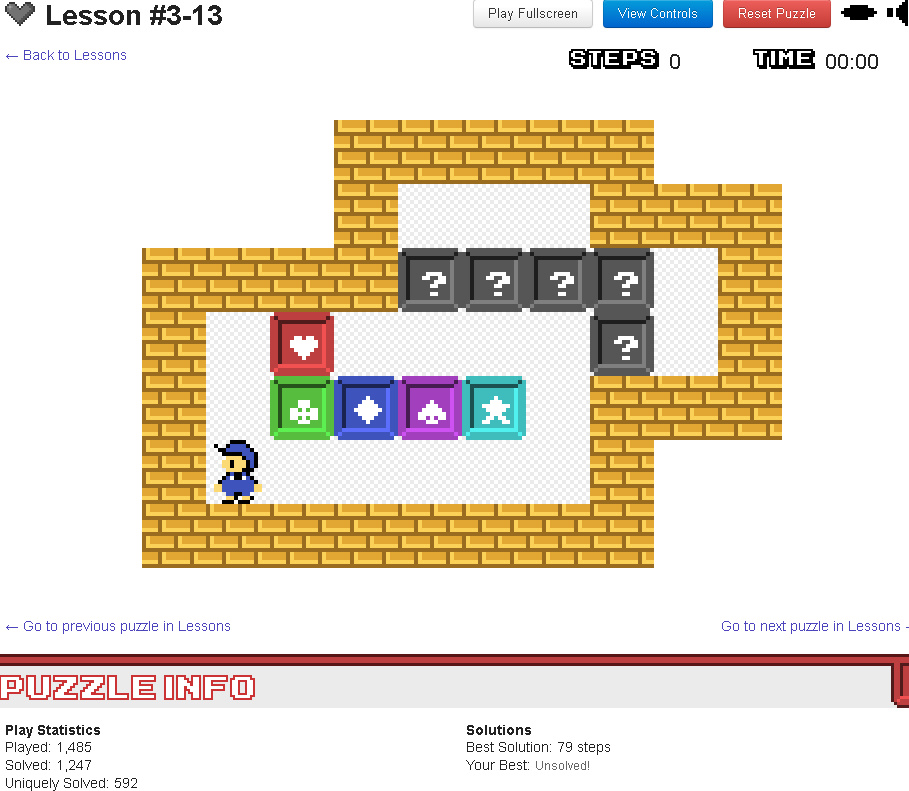 Lesson #3-13
Play Fullscreen
View Controls
Reset Puzzle
← Back to Lessons
STEPS 0
TIME 00:00
?
?
?
?
?
← Go to previous puzzle in Lessons
Go to next puzzle in Lessons
PUZZLE INFO
Play Statistics
Played: 1,485
Solved: 1,247
Uniquely Solved: 592
Solutions
Best Solution: 79 steps
Your Best: Unsolved!